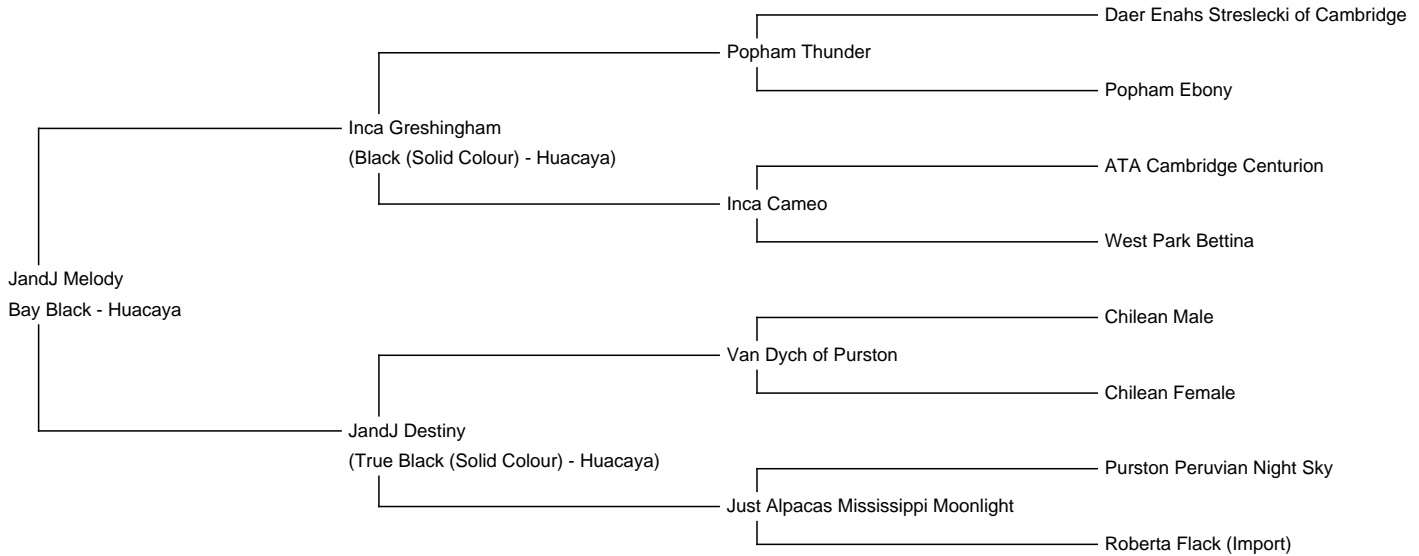 Daer Enahs Streslecki of Cambridge
Popham Thunder
Popham Ebony
Inca Greshingham
(Black (Solid Colour) - Huacaya)
ATA Cambridge Centurion
Inca Cameo
West Park Bettina
JandJ Melody
Bay Black - Huacaya
Chilean Male
Van Dych of Purston
Chilean Female
JandJ Destiny
(True Black (Solid Colour) - Huacaya)
Purston Peruvian Night Sky
Just Alpacas Mississippi Moonlight
Roberta Flack (Import)